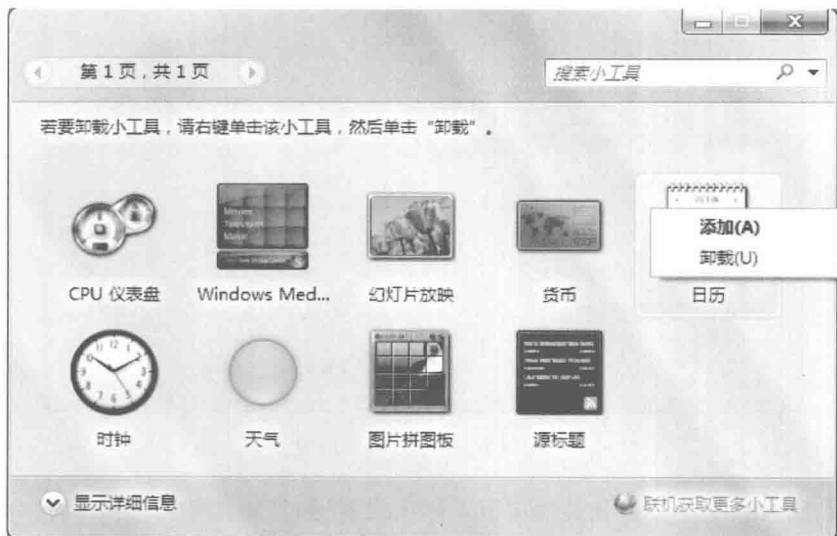 第1页,共1页
搜索小工具
若要卸载小工具,请右键单击该小工具,然后单击“卸载”。
添加(A)
卸载(U)
CPU 仪表盘
Windows Med...
幻灯片放映
货币
日历
时钟
天气
图片拼图板
源标题
显示详细信息
联机获取更多小工具